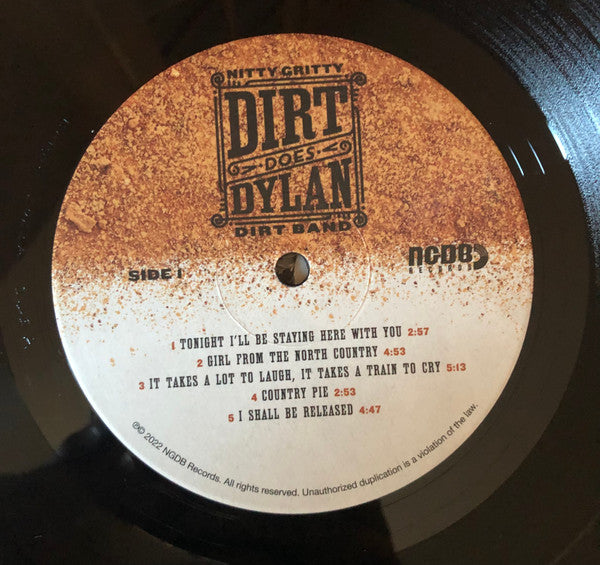 NITTY GRITTY
DIRT
DOES
DYLAN
DIRT BAND
SIDE 1
NGDB
RECORDS
1 TONIGHT I'LL BE STAYING HERE WITH YOU 2:57
2 GIRL FROM THE NORTH COUNTRY 4:53
3 IT TAKES A LOT TO LAUGH, IT TAKES A TRAIN TO CRY 5:13
4 COUNTRY PIE 2:53
5 I SHALL BE RELEASED 4:47
℗© 2022 NGDB Records. All rights reserved. Unauthorized duplication is a violation of the law.